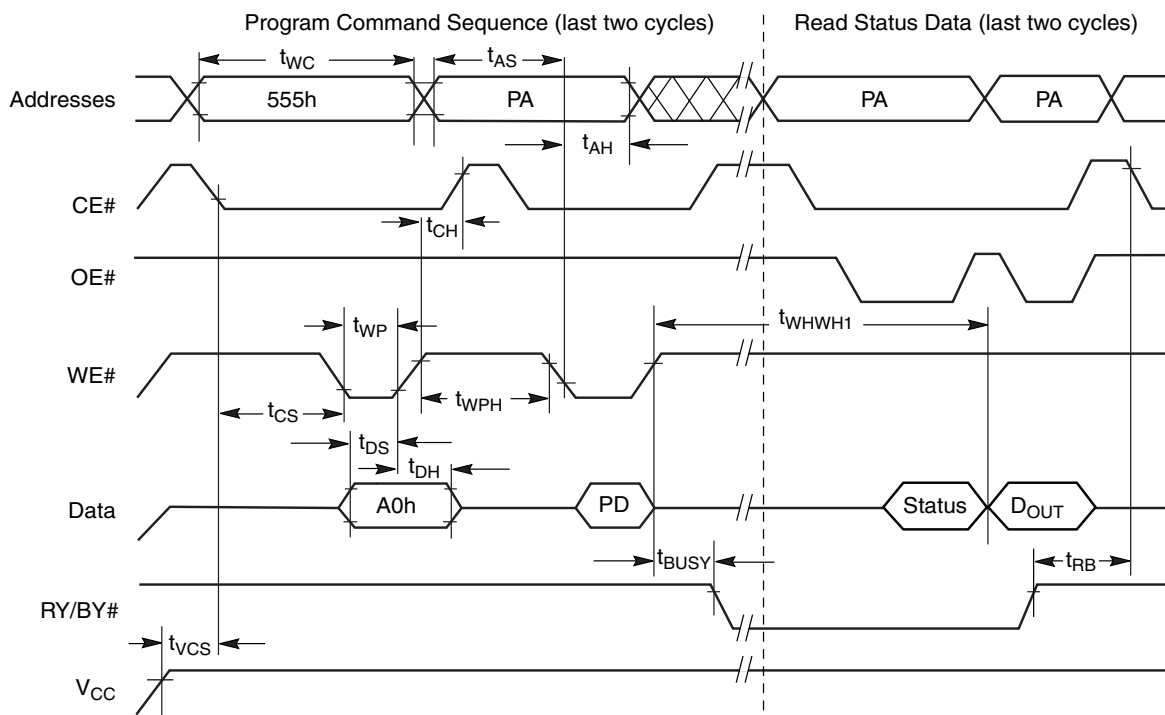 Program Command Sequence (last two cycles)
Read Status Data (last two cycles)
tWC
tAS
Addresses
555h
PA
PA
PA
tAH
CE#
tCH
OE#
tWP
tWHWH1
WE#
tCS
tWPH
tDS
tDH
Data
A0h
PD
Status
DOUT
tBUSY
tRB
RY/BY#
tVCS
VCC